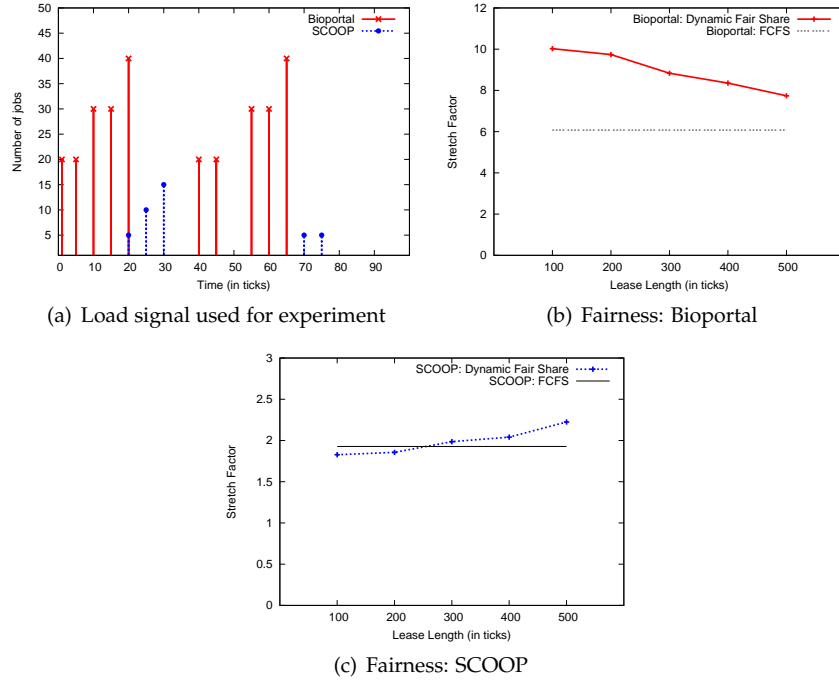 Bioportal
SCOOP
Number of jobs
50
45
40
35
30
25
20
15
10
5
0 10 20 30 40 50 60 70 80 90
Time (in ticks)
(a) Load signal used for experiment
Bioportal: Dynamic Fair Share
Bioportal: FCFS
Stretch Factor
12
10
8
6
4
2
0
100 200 300 400 500
Lease Length (in ticks)
(b) Fairness: Bioportal
SCOOP: Dynamic Fair Share
SCOOP: FCFS
Stretch Factor
3
2.5
2
1.5
1
0.5
0
100 200 300 400 500
Lease Length (in ticks)
(c) Fairness: SCOOP